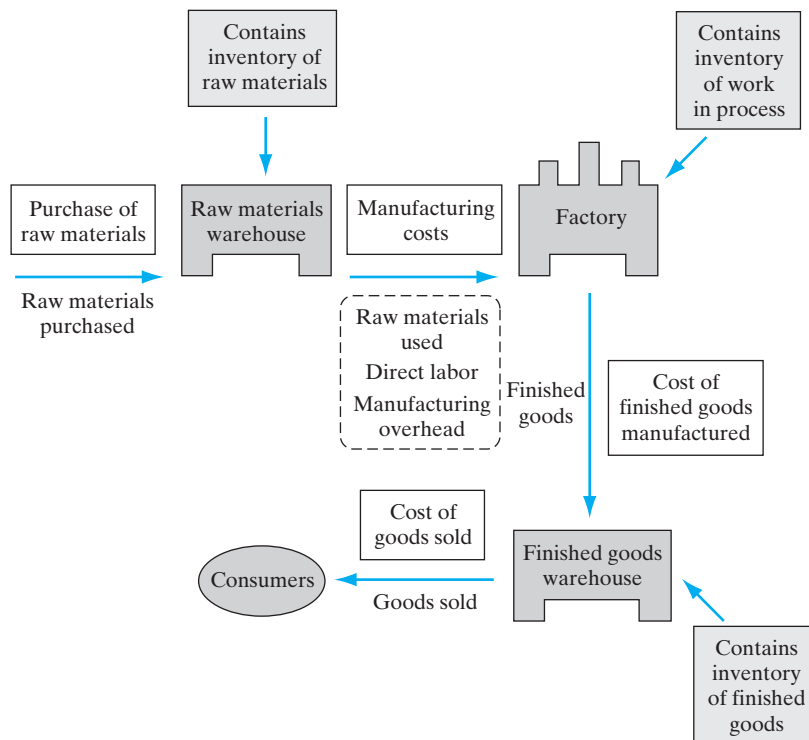 Contains
inventory of
raw materials
Contains
inventory
of work
in process
Purchase of
raw materials
Raw materials
warehouse
Manufacturing
costs
Factory
Raw materials
purchased
Raw materials
used
Direct labor
Manufacturing
overhead
Finished
goods
Cost of
finished goods
manufactured
Cost of
goods sold
Consumers
Goods sold
Finished goods
warehouse
Contains
inventory
of finished
goods